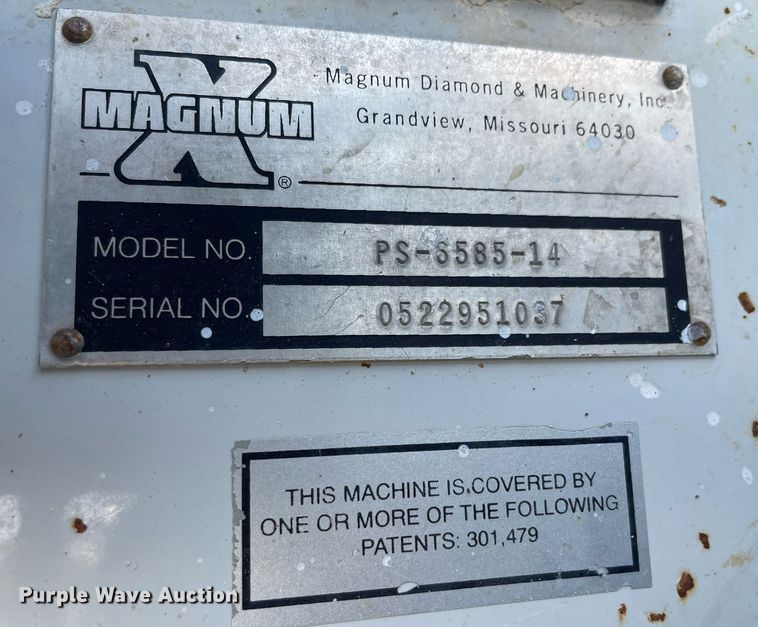 MAGNUM
X
®
Magnum Diamond & Machinery, Inc.
Grandview, Missouri 64030
MODEL NO. PS-6585-14
SERIAL NO. 0522951037
THIS MACHINE IS COVERED BY
ONE OR MORE OF THE FOLLOWING
PATENTS: 301,479
Purple Wave Auction